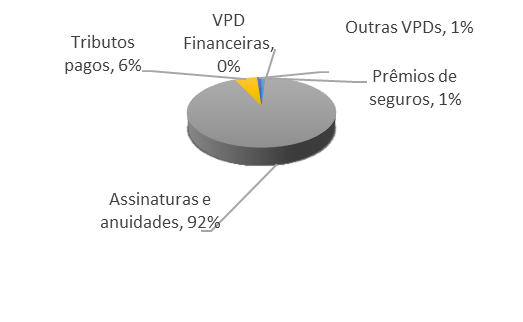 VPD
Financeiras,
0%
Outras VPDs, 1%
Tributos
pagos, 6%
Prêmios de
seguros, 1%
Assinaturas e
anuidades, 92%